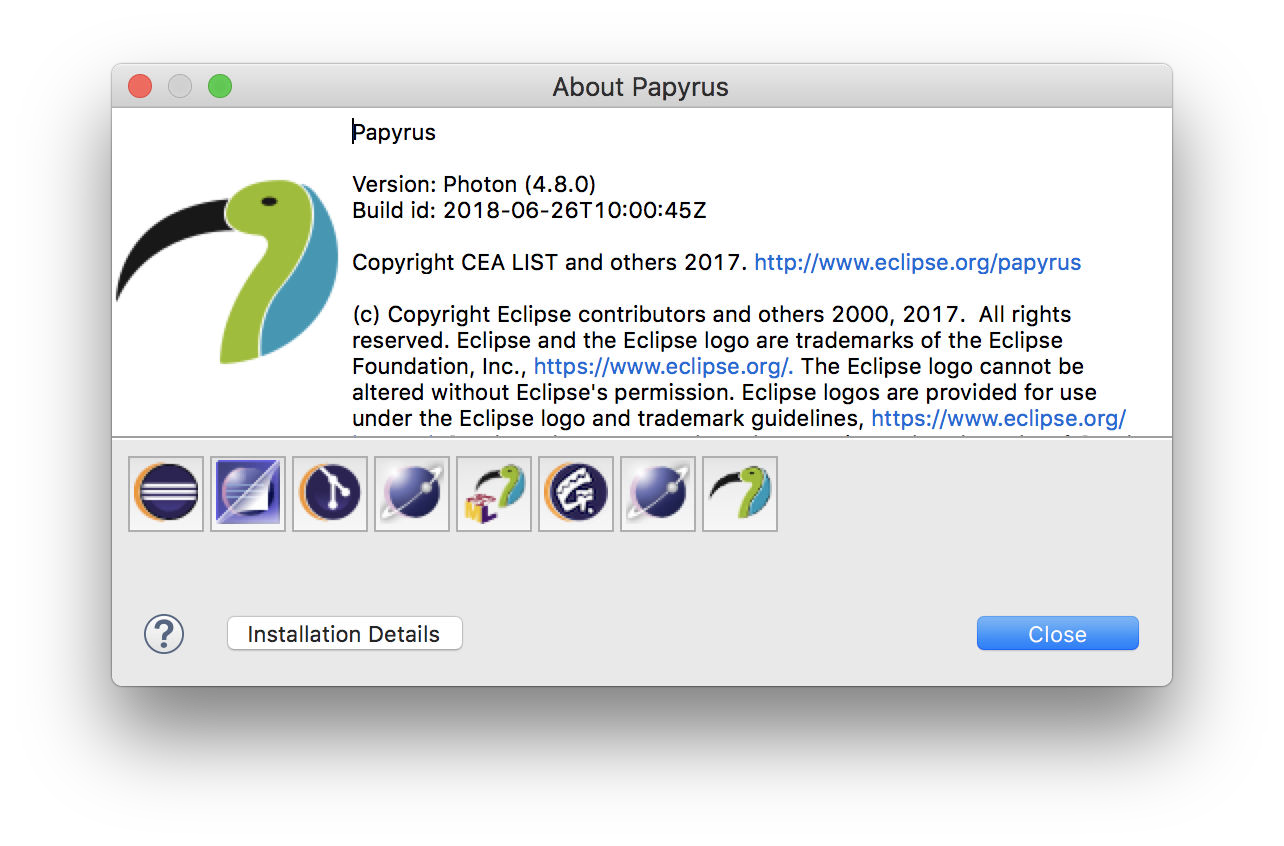 About Papyrus
Papyrus
Version: Photon (4.8.0)
Build id: 2018-06-26T10:00:45Z
Copyright CEA LIST and others 2017. http://www.eclipse.org/papyrus
(c) Copyright Eclipse contributors and others 2000, 2017.  All rights
reserved. Eclipse and the Eclipse logo are trademarks of the Eclipse
Foundation, Inc., https://www.eclipse.org/. The Eclipse logo cannot be
altered without Eclipse's permission. Eclipse logos are provided for use
under the Eclipse logo and trademark guidelines, https://www.eclipse.org/
ML
?
Installation Details
Close